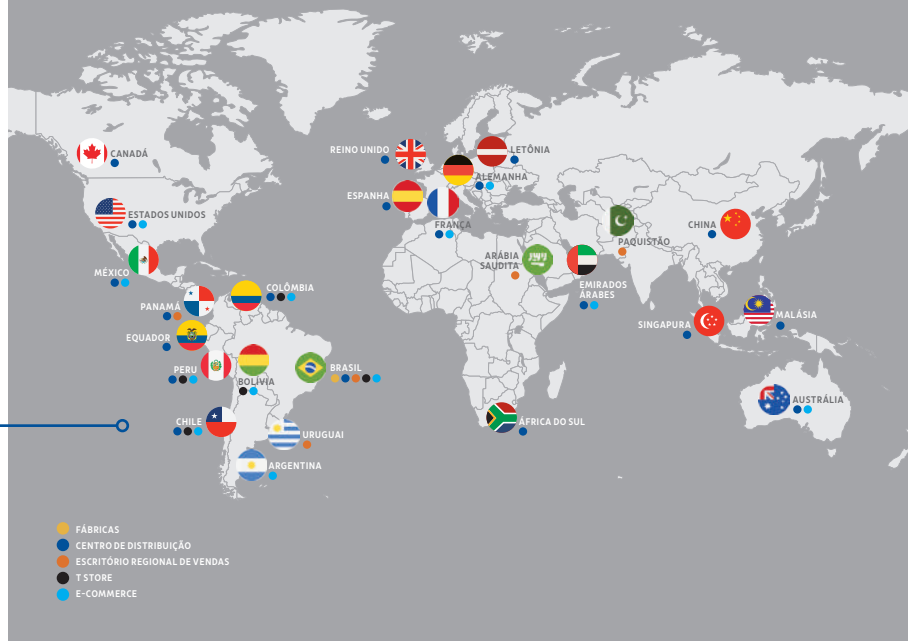 CANADÁ
ESTADOS UNIDOS
MÉXICO
PANAMÁ
COLÔMBIA
EQUADOR
PERU
BOLÍVIA
BRASIL
CHILE
URUGUAI
ARGENTINA
REINO UNIDO
LETÔNIA
ALEMANHA
ESPANHA
FRANÇA
ARÁBIA
SAUDITA
EMIRADOS
ÁRABES
PAQUISTÃO
CHINA
SINGAPURA
MALÁSIA
AUSTRÁLIA
ÁFRICA DO SUL
FÁBRICAS
CENTRO DE DISTRIBUIÇÃO
ESCRITÓRIO REGIONAL DE VENDAS
T STORE
E-COMMERCE